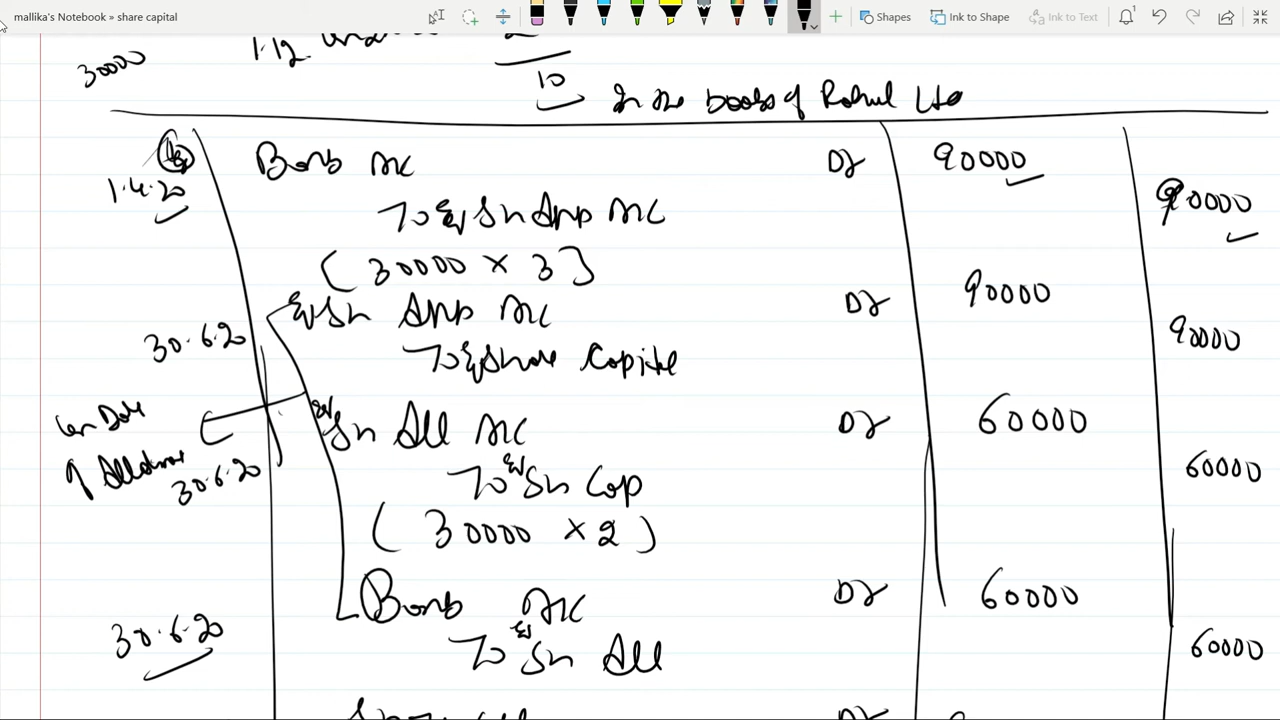 mallika's Notebook » share capital
Shapes
Ink to Shape
Ink to Text
30000
1.12
10
In the books of Rahul Ltd
1.4.20
Bank A/c Dr 90000
To Eq Sh App A/c 90000
(30000 × 3)
30.6.20
Eq Sh App A/c Dr 90000
To Eq Share Capital 90000
Eq Sh All A/c Dr 60000
30.6.20
To Eq Sh Cap 60000
(30000 × 2)
30.6.20
Bank A/c Dr 60000
To Eq Sh All 60000
Dr